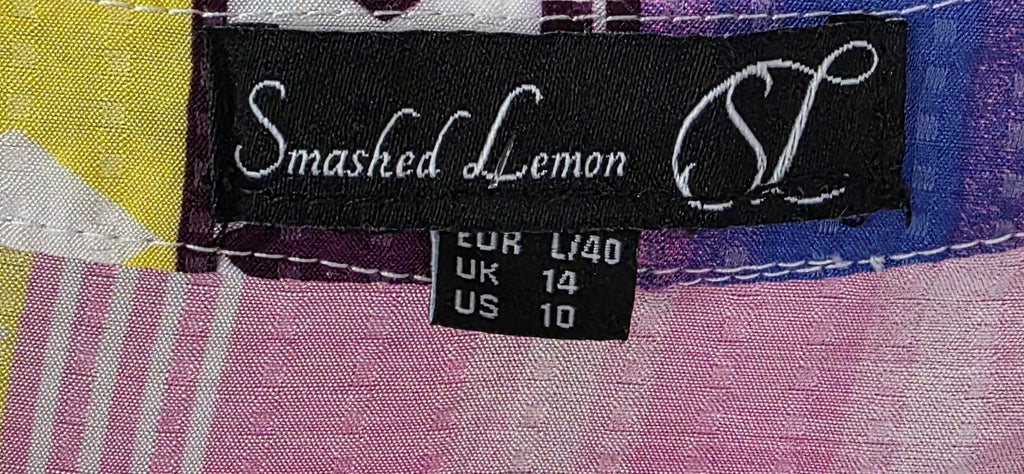 Smashed Lemon SL
EUR L/40
UK 14
US 10